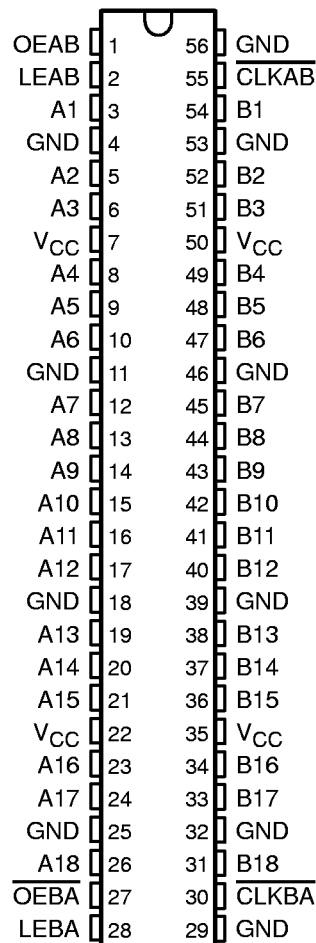 OEAB 1 56 GND
LEAB 2 55 CLKAB
A1 3 54 B1
GND 4 53 GND
A2 5 52 B2
A3 6 51 B3
VCC 7 50 VCC
A4 8 49 B4
A5 9 48 B5
A6 10 47 B6
GND 11 46 GND
A7 12 45 B7
A8 13 44 B8
A9 14 43 B9
A10 15 42 B10
A11 16 41 B11
A12 17 40 B12
GND 18 39 GND
A13 19 38 B13
A14 20 37 B14
A15 21 36 B15
VCC 22 35 VCC
A16 23 34 B16
A17 24 33 B17
GND 25 32 GND
A18 26 31 B18
OEBA 27 30 CLKBA
LEBA 28 29 GND